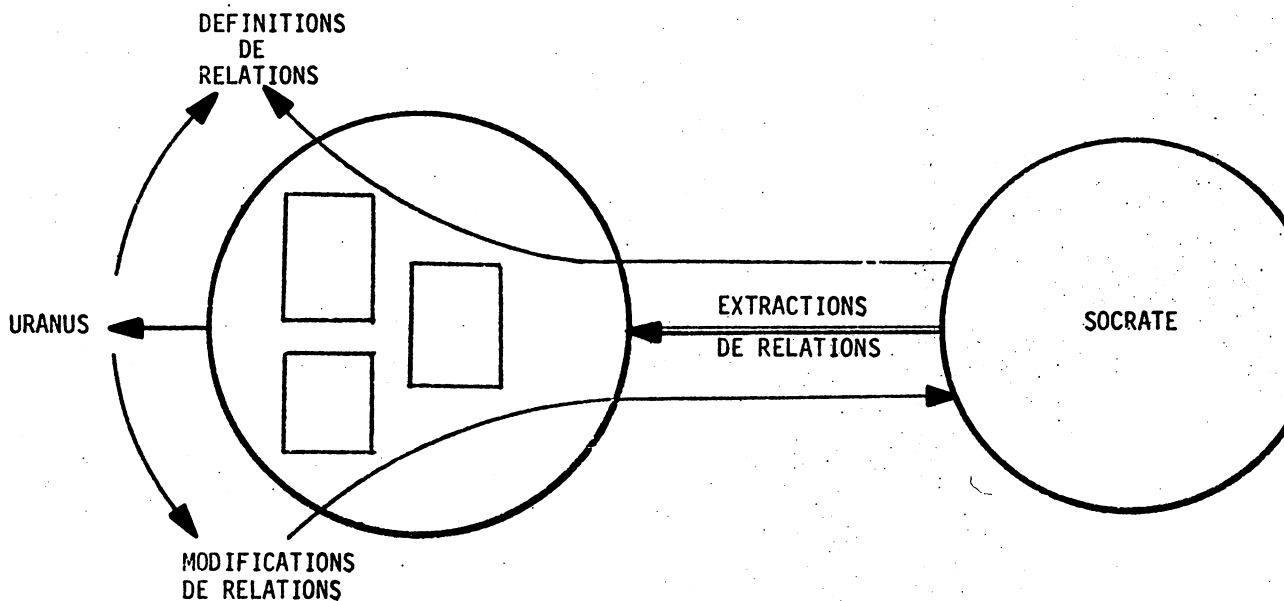 DEFINITIONS
DE
RELATIONS
URANUS
EXTRACTIONS
DE RELATIONS
SOCRATE
MODIFICATIONS
DE RELATIONS